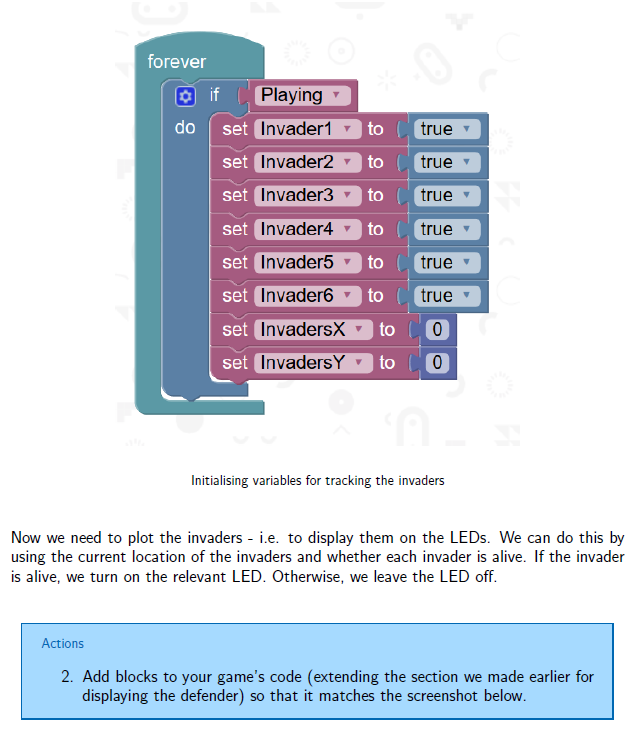 forever
if Playing
do set Invader1 to true
set Invader2 to true
set Invader3 to true
set Invader4 to true
set Invader5 to true
set Invader6 to true
set InvadersX to 0
set InvadersY to 0
Initialising variables for tracking the invaders
Now we need to plot the invaders - i.e. to display them on the LEDs. We can do this by
using the current location of the invaders and whether each invader is alive. If the invader
is alive, we turn on the relevant LED. Otherwise, we leave the LED off.
Actions
2. Add blocks to your game's code (extending the section we made earlier for
displaying the defender) so that it matches the screenshot below.